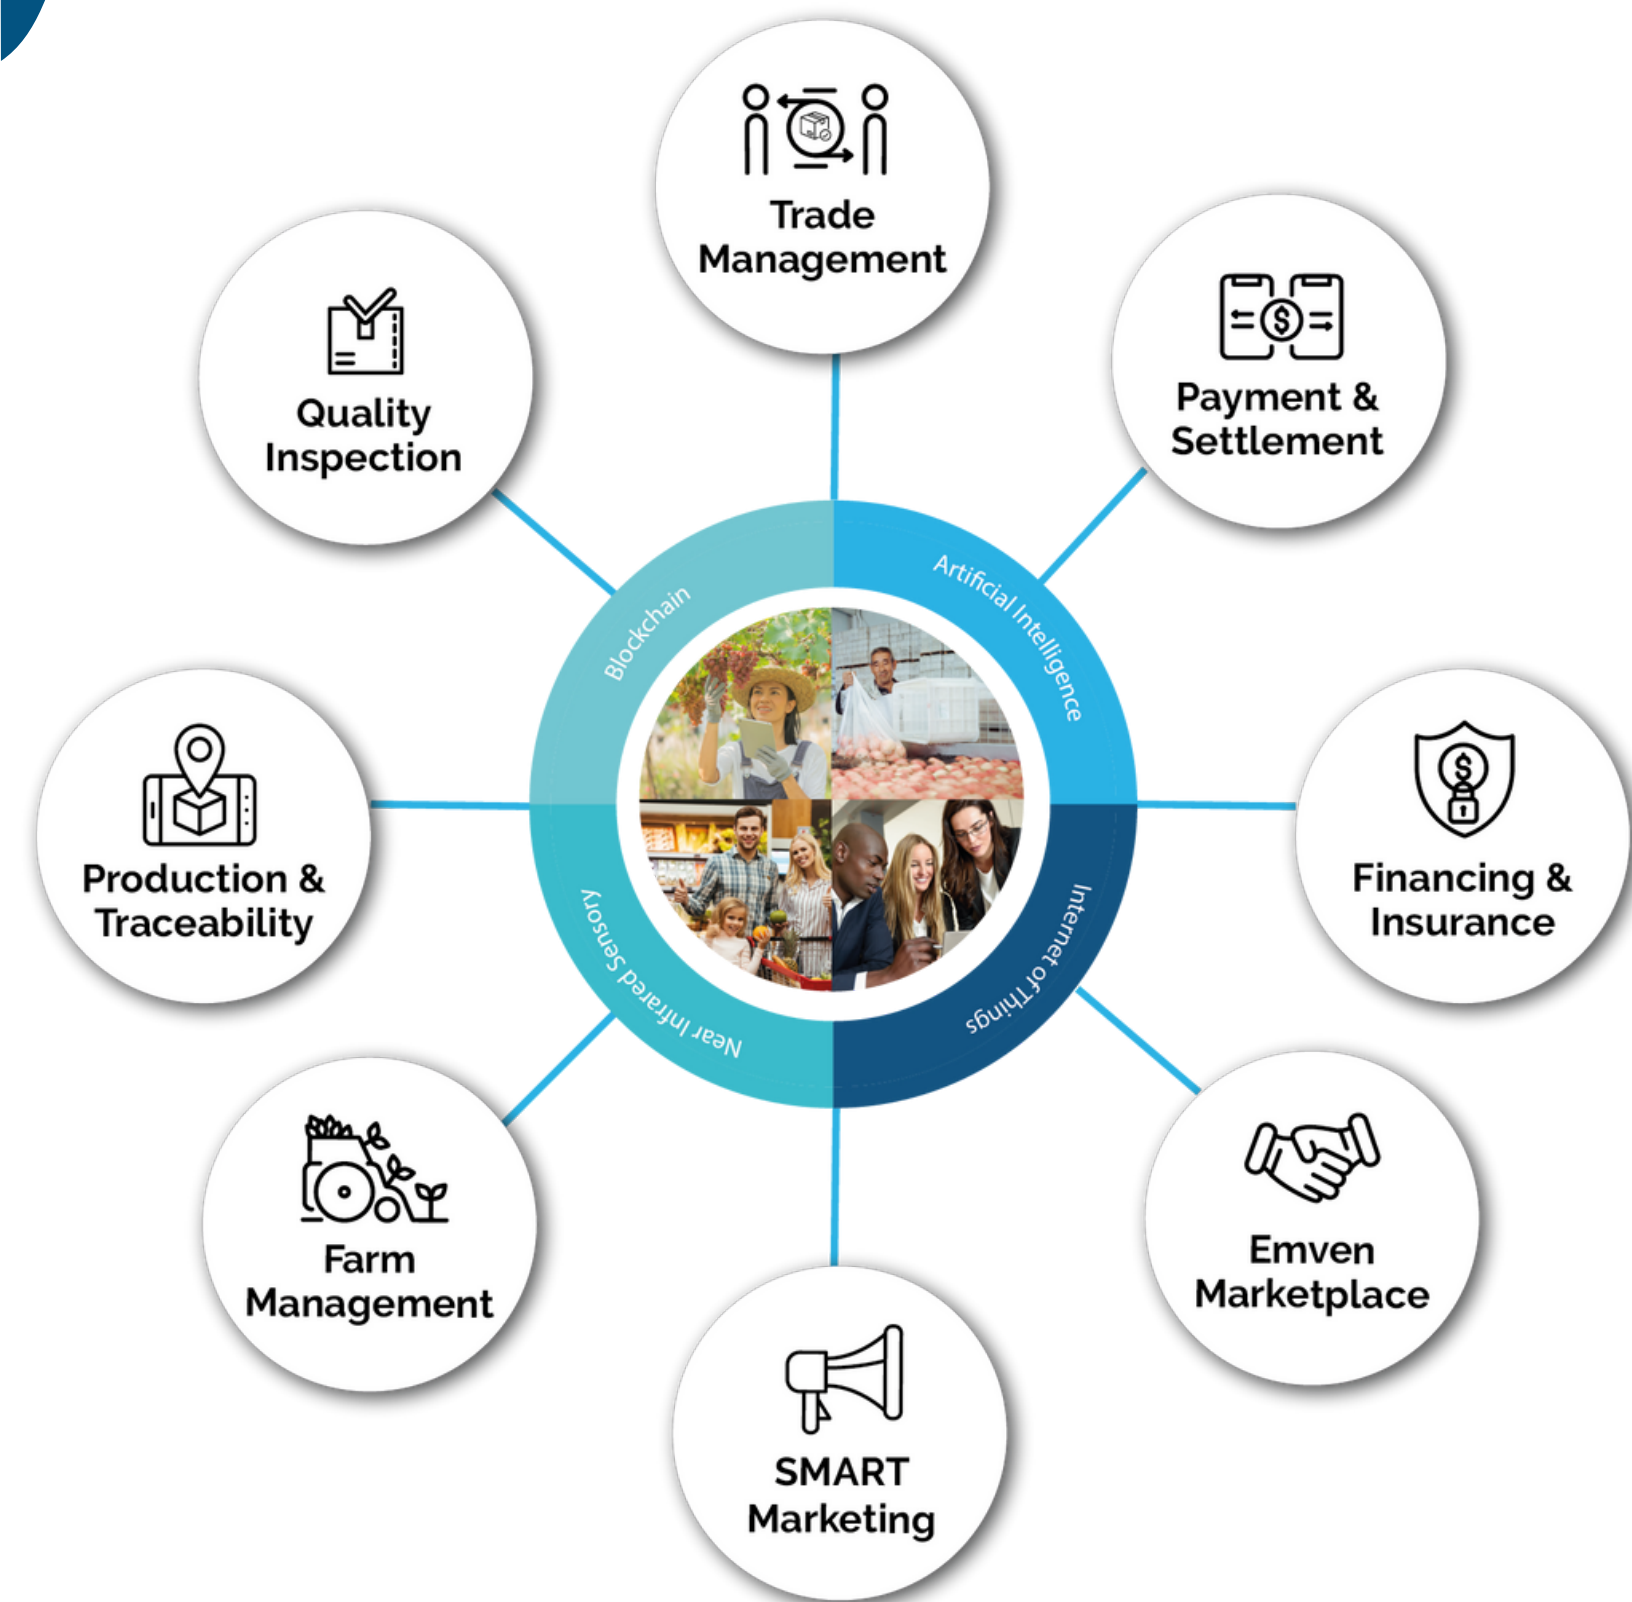 Trade
Management
Payment &
Settlement
Quality
Inspection
Artificial Intelligence
Blockchain
Production &
Traceability
Financing &
Insurance
Near Infrared Sensory
Internet of Things
Farm
Management
Emven
Marketplace
SMART
Marketing